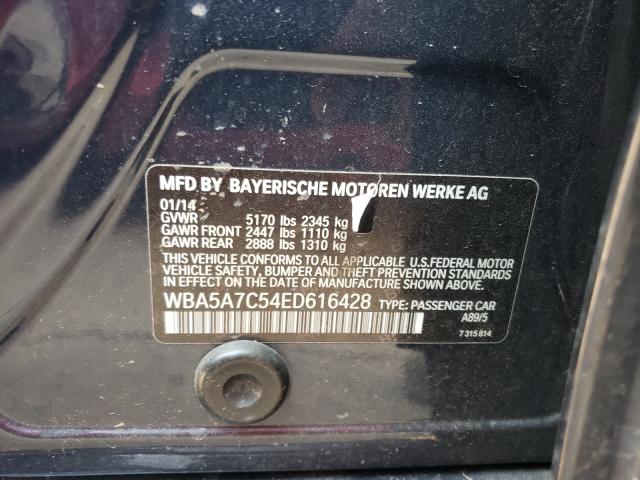 MFD BY BAYERISCHE MOTOREN WERKE AG
01/14
GVWR 5170 lbs 2345 kg
GAWR FRONT 2447 lbs 1110 kg
GAWR REAR 2888 lbs 1310 kg
THIS VEHICLE CONFORMS TO ALL APPLICABLE U.S.FEDERAL MOTOR
VEHICLE SAFETY, BUMPER AND THEFT PREVENTION STANDARDS
IN EFFECT ON THE DATE OF MANUFACTURE SHOWN ABOVE.
WBA5A7C54ED616428 TYPE: PASSENGER CAR
A89/5
7 315 814